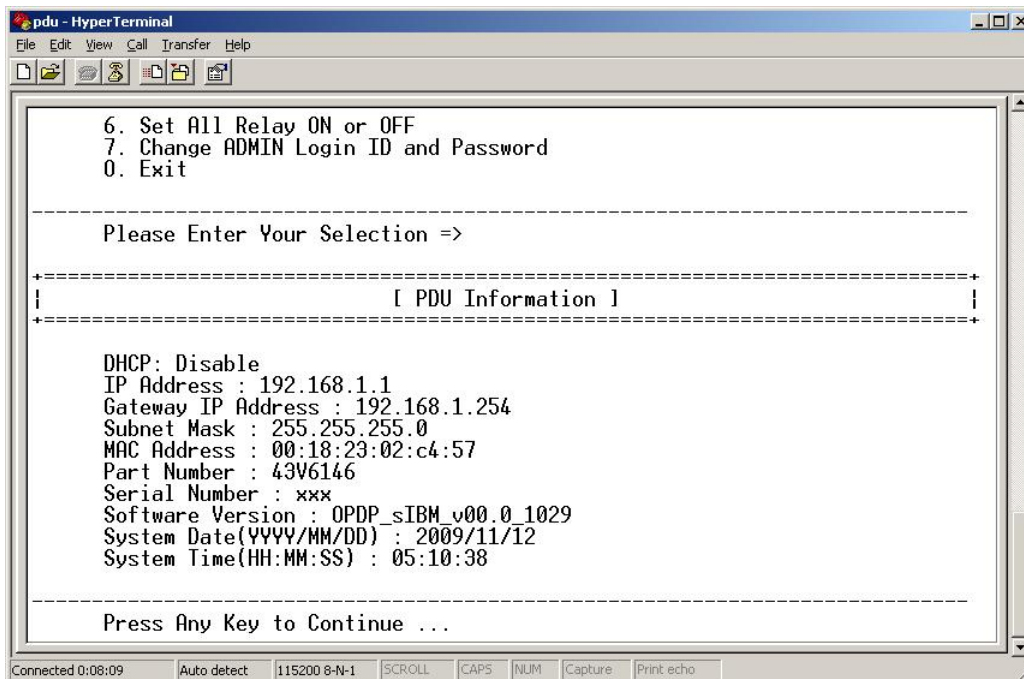 pdu - HyperTerminal
File Edit View Call Transfer Help
6. Set All Relay ON or OFF
7. Change ADMIN Login ID and Password
0. Exit
--------------------------------------------------------------------------------
Please Enter Your Selection =>
+==============================================================================+
¦ [ PDU Information ] ¦
+==============================================================================+
DHCP: Disable
IP Address : 192.168.1.1
Gateway IP Address : 192.168.1.254
Subnet Mask : 255.255.255.0
MAC Address : 00:18:23:02:c4:57
Part Number : 43V6146
Serial Number : xxx
Software Version : OPDP_sIBM_v00.0_1029
System Date(YYYY/MM/DD) : 2009/11/12
System Time(HH:MM:SS) : 05:10:38
--------------------------------------------------------------------------------
Press Any Key to Continue ...
Connected 0:08:09 Auto detect 115200 8-N-1 SCROLL CAPS NUM Capture Print echo